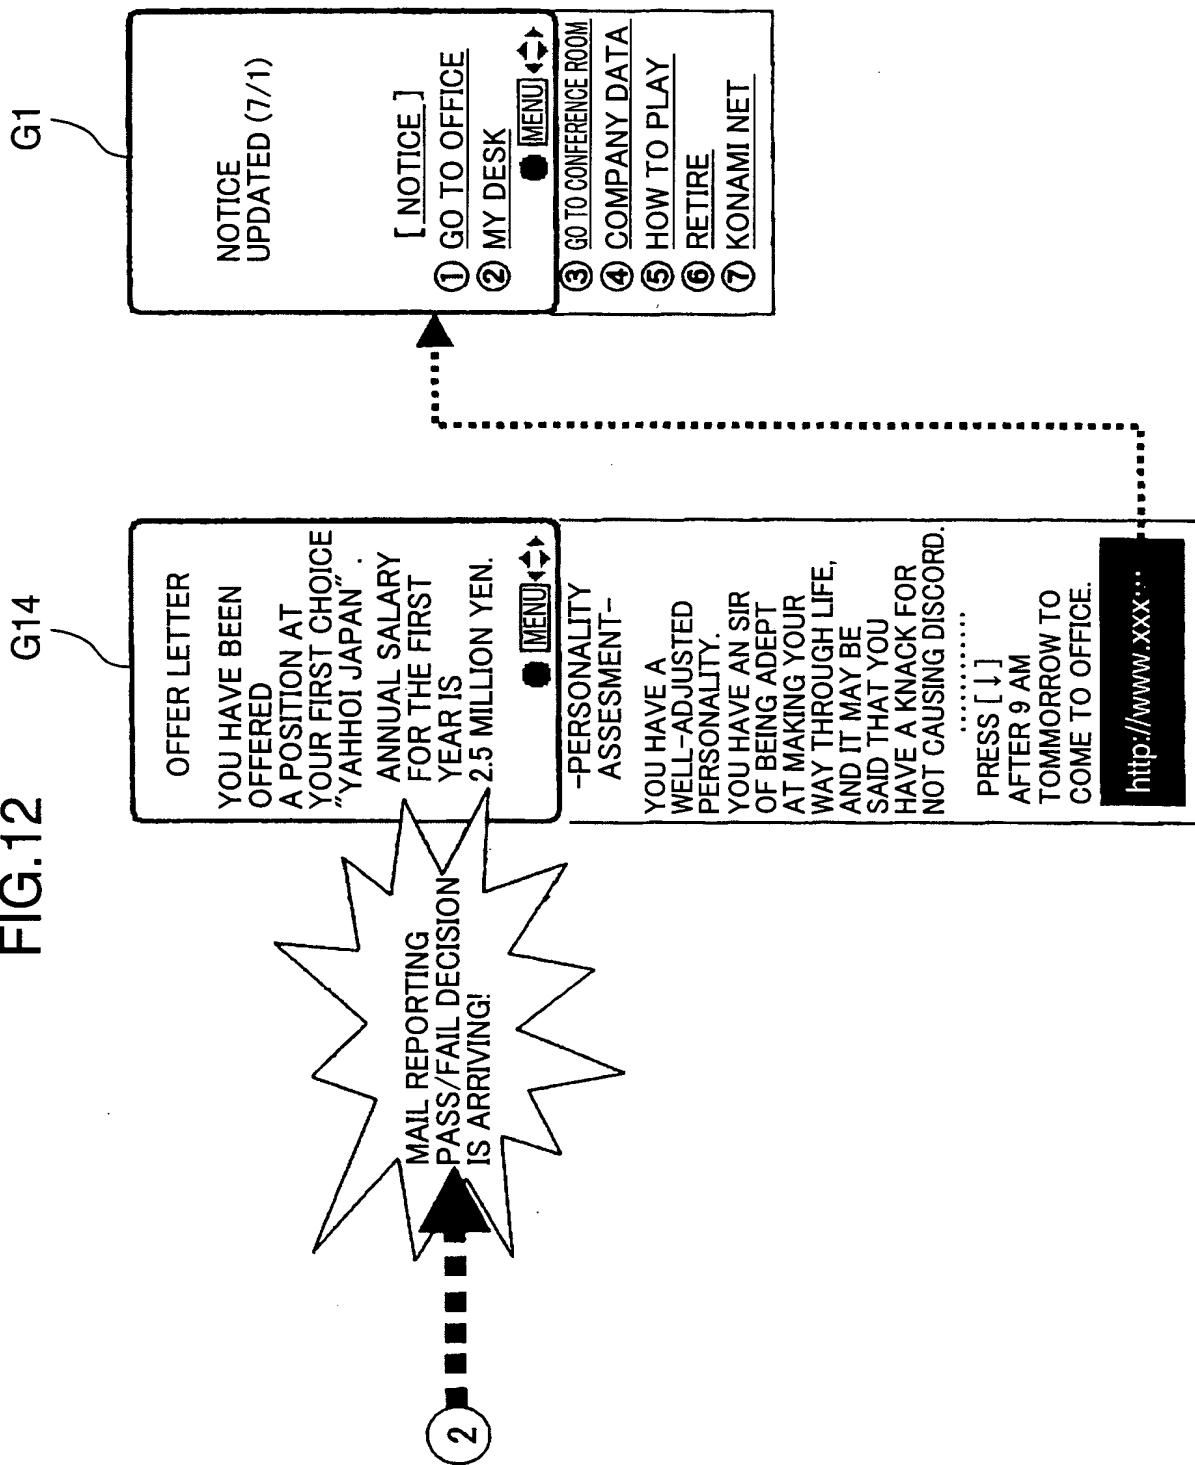 FIG.12
2
MAIL REPORTING
PASS/FAIL DECISION
IS ARRIVING!
G14
OFFER LETTER
YOU HAVE BEEN
OFFERED
A POSITION AT
YOUR FIRST CHOICE
"YAHHOI JAPAN".
ANNUAL SALARY
FOR THE FIRST
YEAR IS
2.5 MILLION YEN.
MENU
-PERSONALITY
ASSESMENT-
YOU HAVE A
WELL-ADJUSTED
PERSONALITY.
YOU HAVE AN SIR
OF BEING ADEPT
AT MAKING YOUR
WAY THROUGH LIFE,
AND IT MAY BE
SAID THAT YOU
HAVE A KNACK FOR
NOT CAUSING DISCORD.
............
PRESS [↓]
AFTER 9 AM
TOMMORROW TO
COME TO OFFICE.
http://www.xxx…
G1
NOTICE
UPDATED (7/1)
[ NOTICE ]
① GO TO OFFICE
② MY DESK
MENU
③ GO TO CONFERENCE ROOM
④ COMPANY DATA
⑤ HOW TO PLAY
⑥ RETIRE
⑦ KONAMI NET